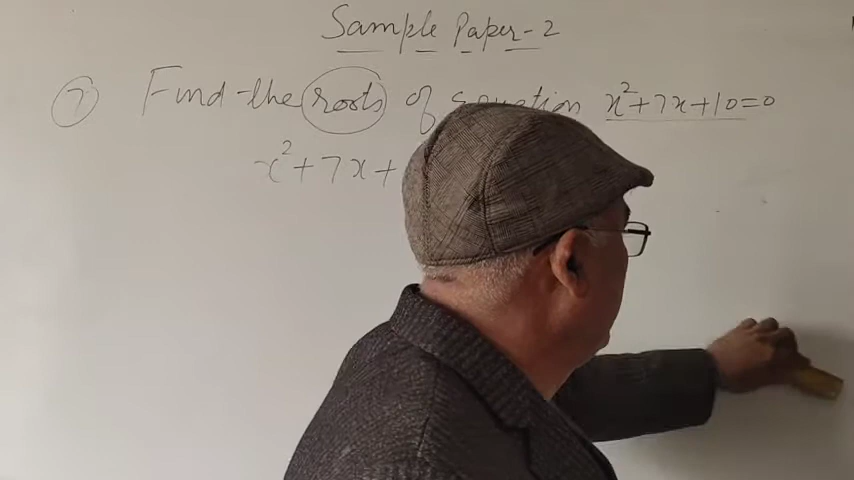 Sample Paper-2
7 Find the roots of equation x²+7x+10=0
x²+7x+